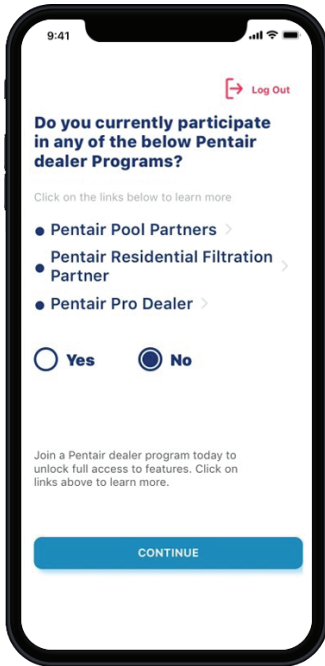 9:41
Log Out
Do you currently participate
in any of the below Pentair
dealer Programs?
Click on the links below to learn more
Pentair Pool Partners
Pentair Residential Filtration
Partner
Pentair Pro Dealer
Yes No
Join a Pentair dealer program today to
unlock full access to features. Click on
links above to learn more.
CONTINUE